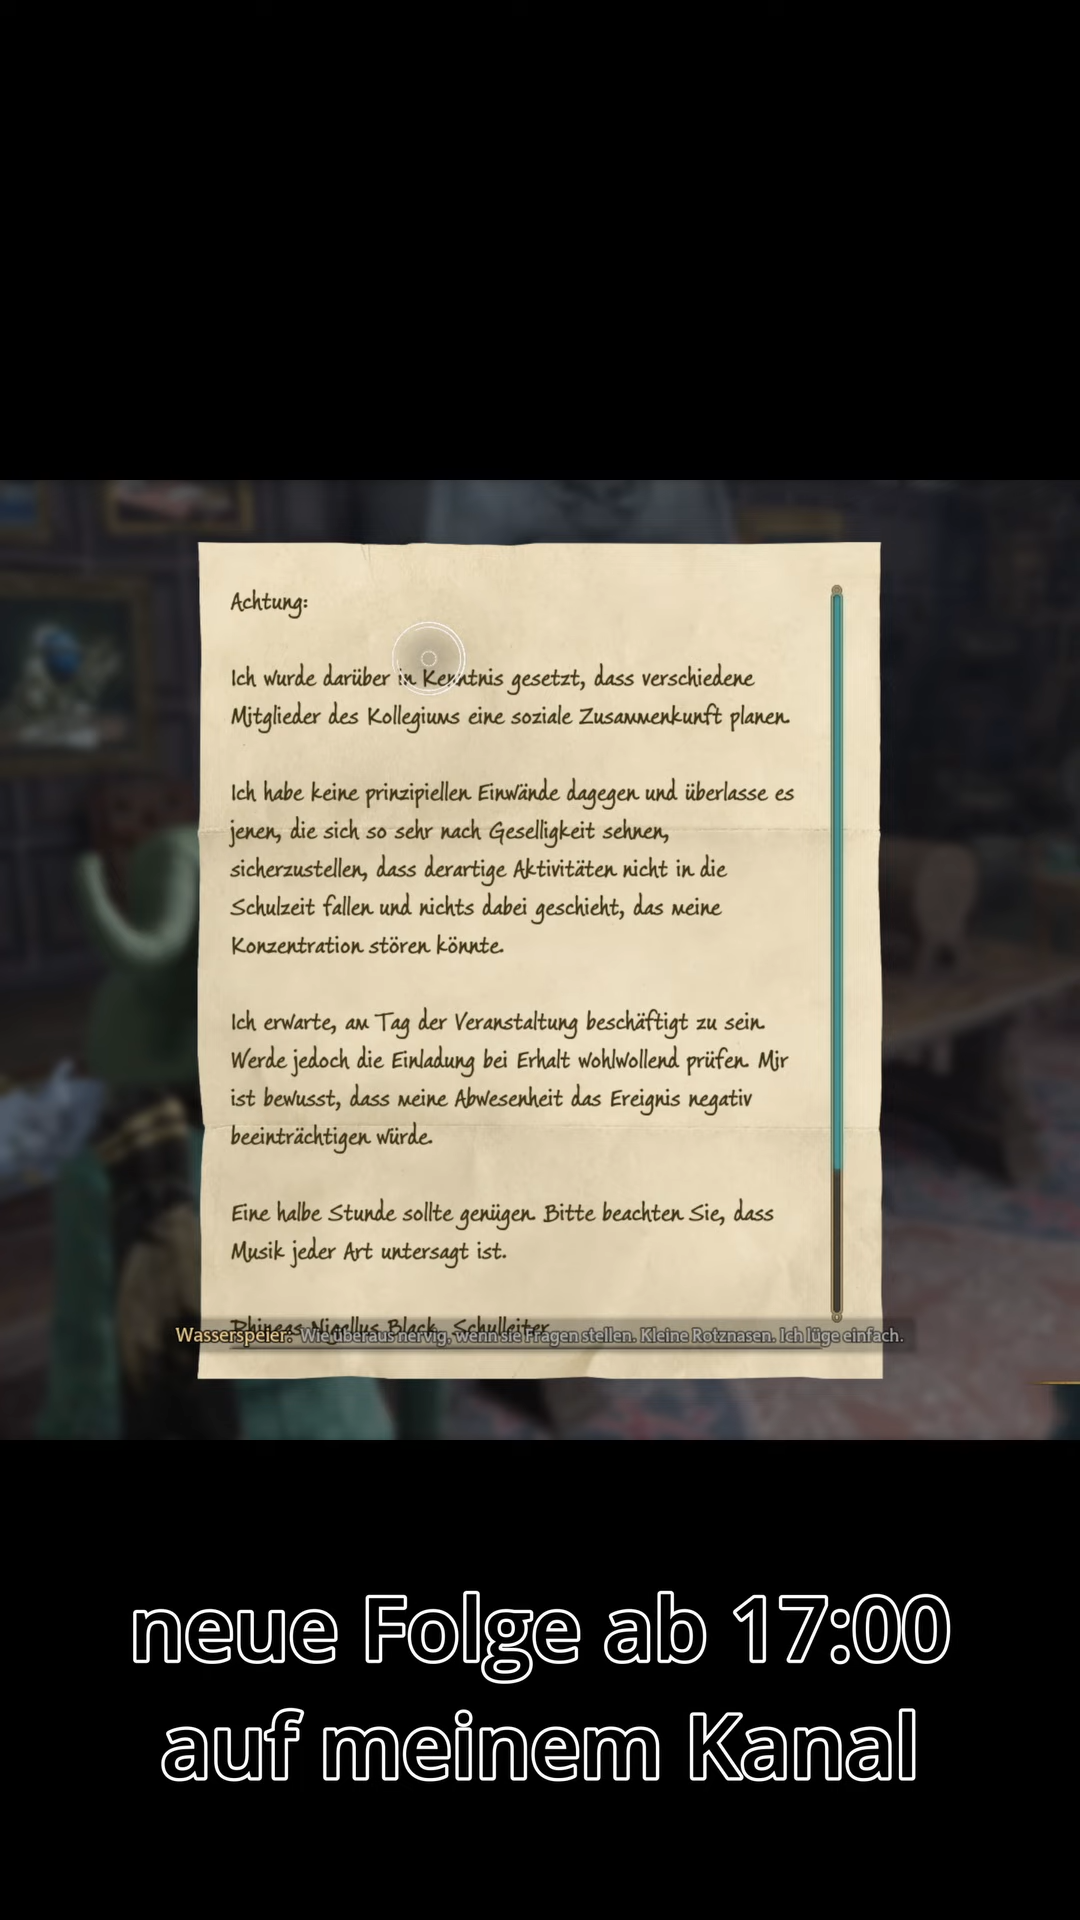 Achtung:
Ich wurde darüber in Kenntnis gesetzt, dass verschiedene
Mitglieder des Kollegiums eine soziale Zusammenkunft planen.
Ich habe keine prinzipiellen Einwände dagegen und überlasse es
jenen, die sich so sehr nach Geselligkeit sehnen,
sicherzustellen, dass derartige Aktivitäten nicht in die
Schulzeit fallen und nichts dabei geschieht, das meine
Konzentration stören könnte.
Ich erwarte, am Tag der Veranstaltung beschäftigt zu sein.
Werde jedoch die Einladung bei Erhalt wohlwollend prüfen. Mir
ist bewusst, dass meine Abwesenheit das Ereignis negativ
beeinträchtigen würde.
Eine halbe Stunde sollte genügen. Bitte beachten Sie, dass
Musik jeder Art untersagt ist.
Phineas Nigellus Black, Schulleiter
Wasserspeier: Wie überaus nervig, wenn sie Fragen stellen. Kleine Rotznasen. Ich lüge einfach.
neue Folge ab 17:00
auf meinem Kanal